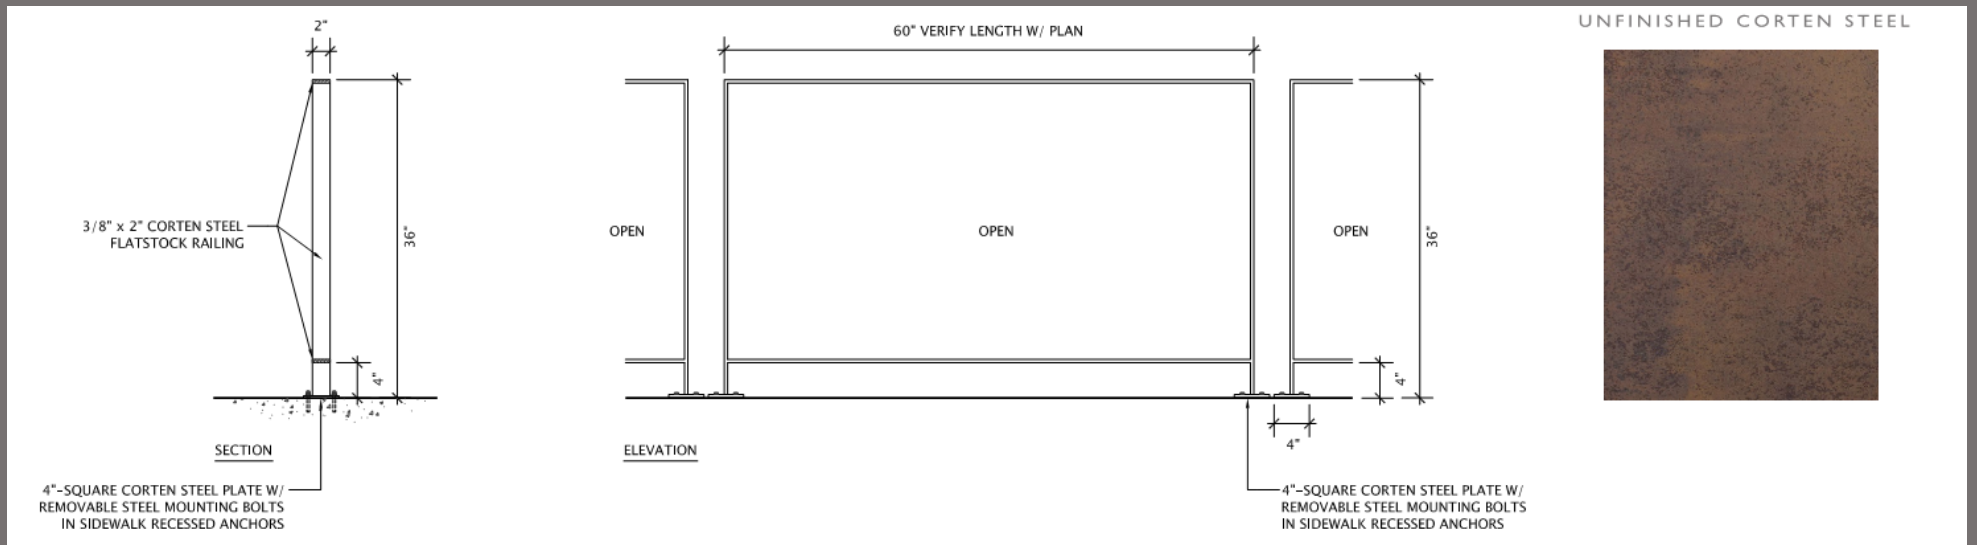 2"
3/8" x 2" CORTEN STEEL
FLATSTOCK RAILING
36"
4"
SECTION
4"-SQUARE CORTEN STEEL PLATE W/
REMOVABLE STEEL MOUNTING BOLTS
IN SIDEWALK RECESSED ANCHORS
60" VERIFY LENGTH W/ PLAN
OPEN
OPEN
OPEN
36"
4"
4"
ELEVATION
4"-SQUARE CORTEN STEEL PLATE W/
REMOVABLE STEEL MOUNTING BOLTS
IN SIDEWALK RECESSED ANCHORS
UNFINISHED CORTEN STEEL